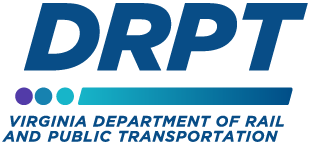 DRPT
VIRGINIA DEPARTMENT OF RAIL
AND PUBLIC TRANSPORTATION